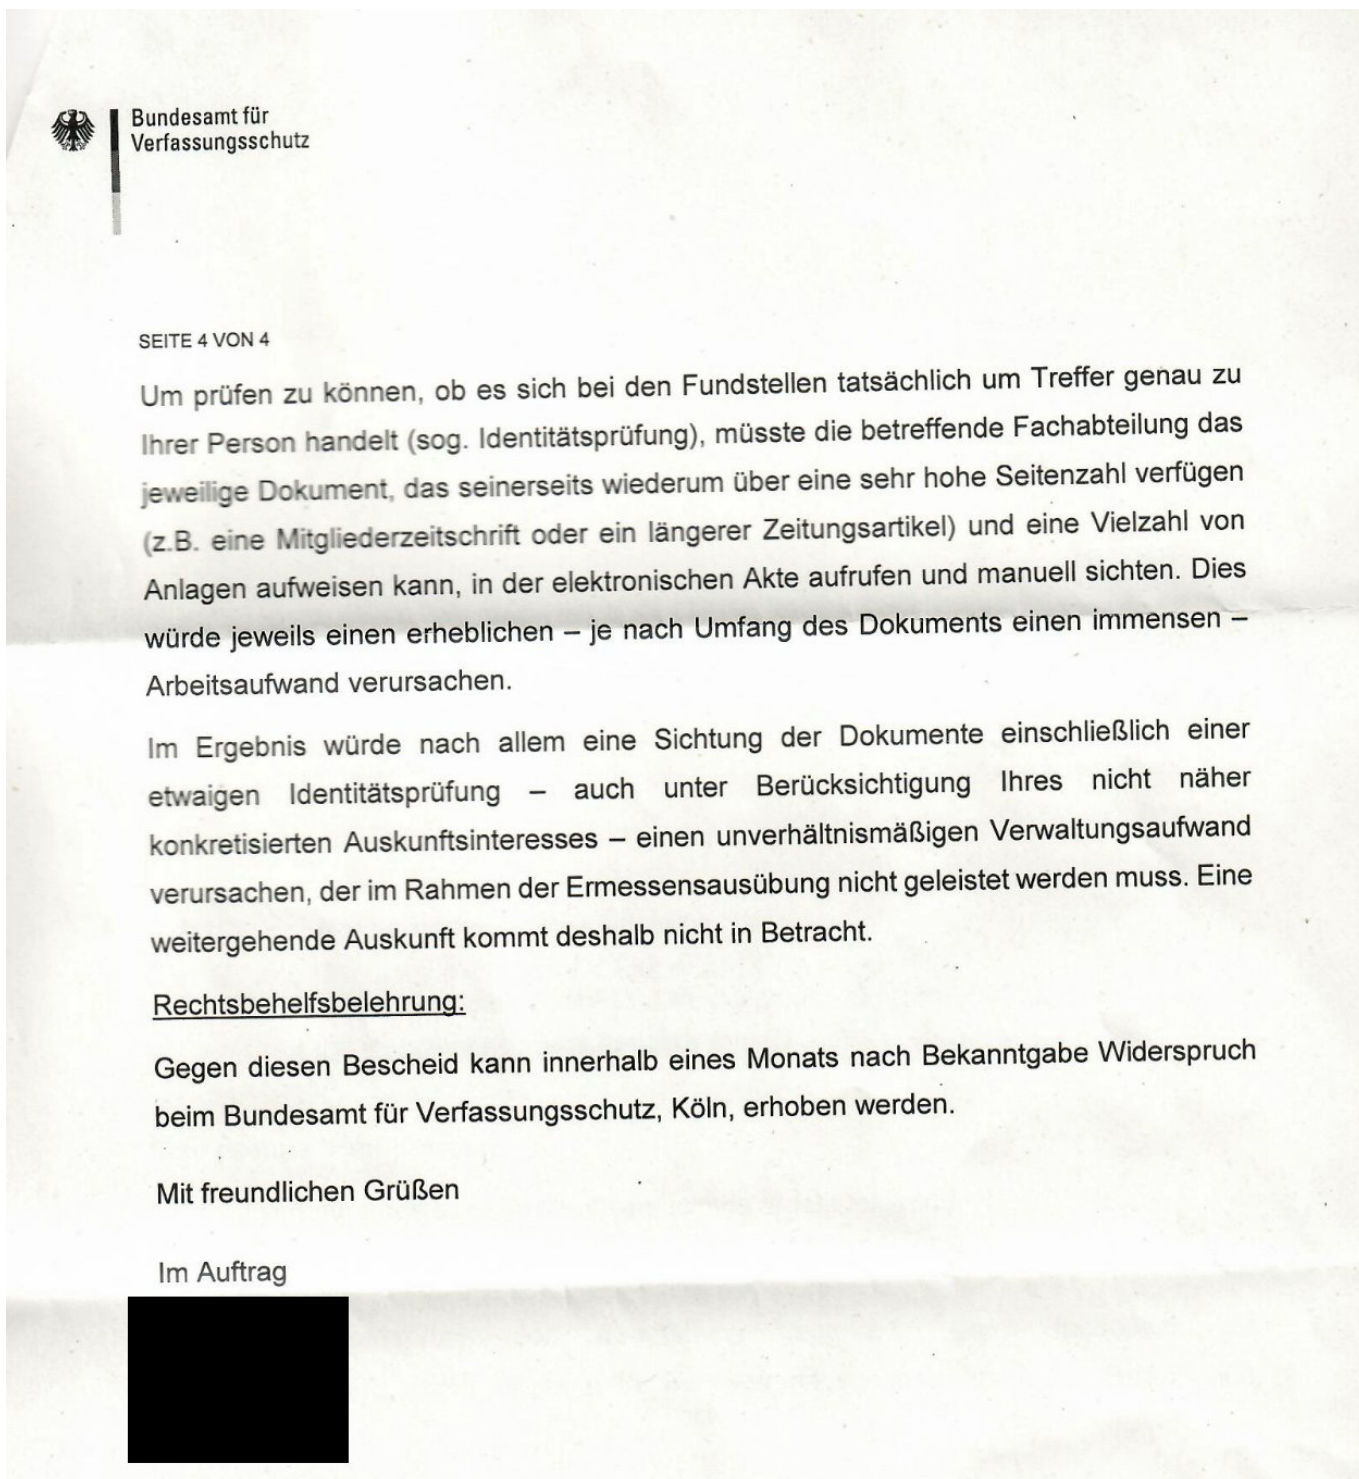 Bundesamt für
Verfassungsschutz
SEITE 4 VON 4
Um prüfen zu können, ob es sich bei den Fundstellen tatsächlich um Treffer genau zu
Ihrer Person handelt (sog. Identitätsprüfung), müsste die betreffende Fachabteilung das
jeweilige Dokument, das seinerseits wiederum über eine sehr hohe Seitenzahl verfügen
(z.B. eine Mitgliederzeitschrift oder ein längerer Zeitungsartikel) und eine Vielzahl von
Anlagen aufweisen kann, in der elektronischen Akte aufrufen und manuell sichten. Dies
würde jeweils einen erheblichen – je nach Umfang des Dokuments einen immensen –
Arbeitsaufwand verursachen.
Im Ergebnis würde nach allem eine Sichtung der Dokumente einschließlich einer
etwaigen Identitätsprüfung – auch unter Berücksichtigung Ihres nicht näher
konkretisierten Auskunftsinteresses – einen unverhältnismäßigen Verwaltungsaufwand
verursachen, der im Rahmen der Ermessensausübung nicht geleistet werden muss. Eine
weitergehende Auskunft kommt deshalb nicht in Betracht.
Rechtsbehelfsbelehrung:
Gegen diesen Bescheid kann innerhalb eines Monats nach Bekanntgabe Widerspruch
beim Bundesamt für Verfassungsschutz, Köln, erhoben werden.
Mit freundlichen Grüßen
Im Auftrag